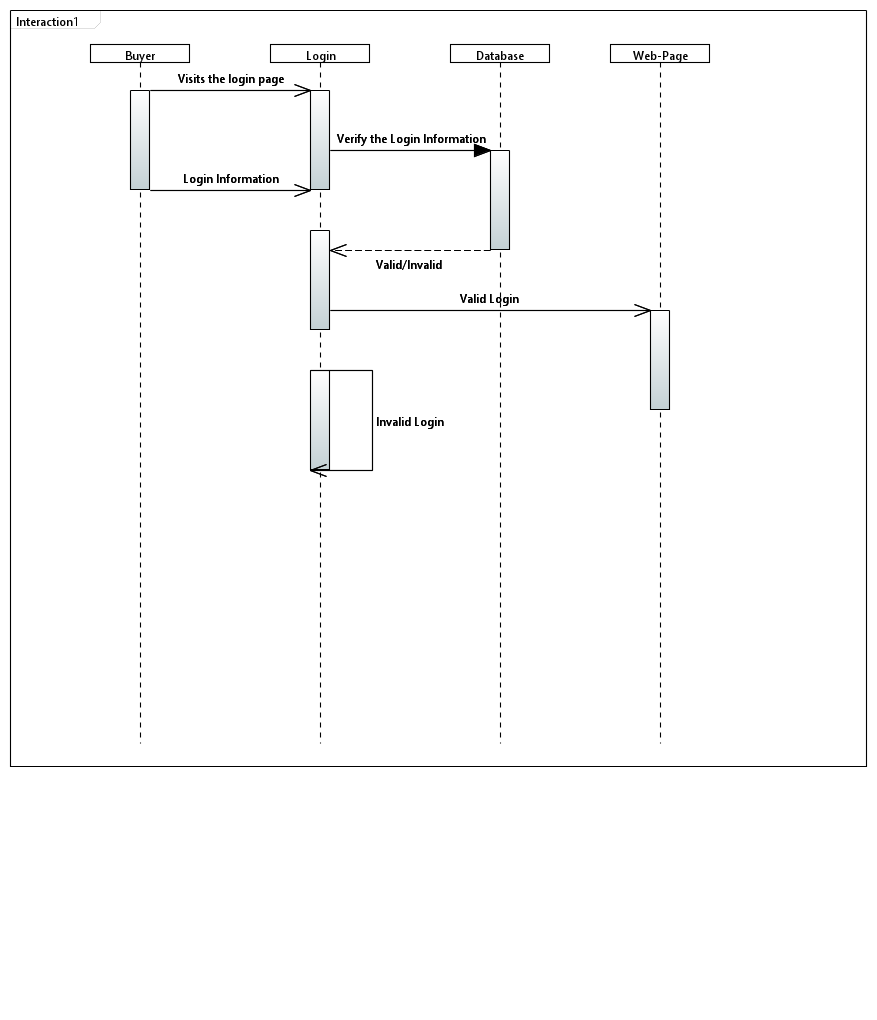 Interaction1
Buyer
Login
Database
Web-Page
Visits the login page
Verify the Login Information
Login Information
Valid/Invalid
Valid Login
Invalid Login